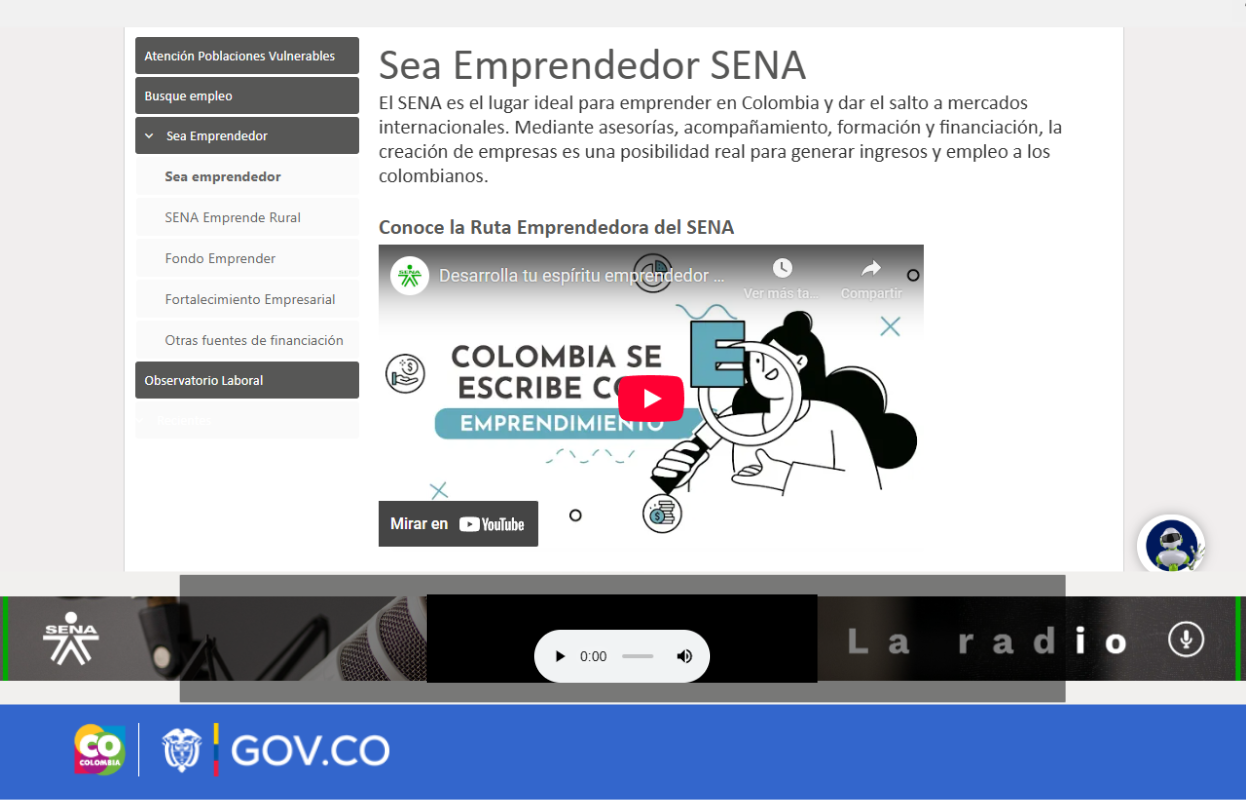 Atención Poblaciones Vulnerables
Busque empleo
Sea Emprendedor
Sea emprendedor
SENA Emprende Rural
Fondo Emprender
Fortalecimiento Empresarial
Otras fuentes de financiación
Observatorio Laboral
Sea Emprendedor SENA
El SENA es el lugar ideal para emprender en Colombia y dar el salto a mercados
internacionales. Mediante asesorías, acompañamiento, formación y financiación, la
creación de empresas es una posibilidad real para generar ingresos y empleo a los
colombianos.
Conoce la Ruta Emprendedora del SENA
SENA
Desarrolla tu espíritu emprendedor ...
Ver más ta...
Compartir
COLOMBIA SE
ESCRIBE
E
EMPRENDIMIENTO
Mirar en YouTube
SENA
0:00
La radio
CO
COLOMBIA
GOV.CO